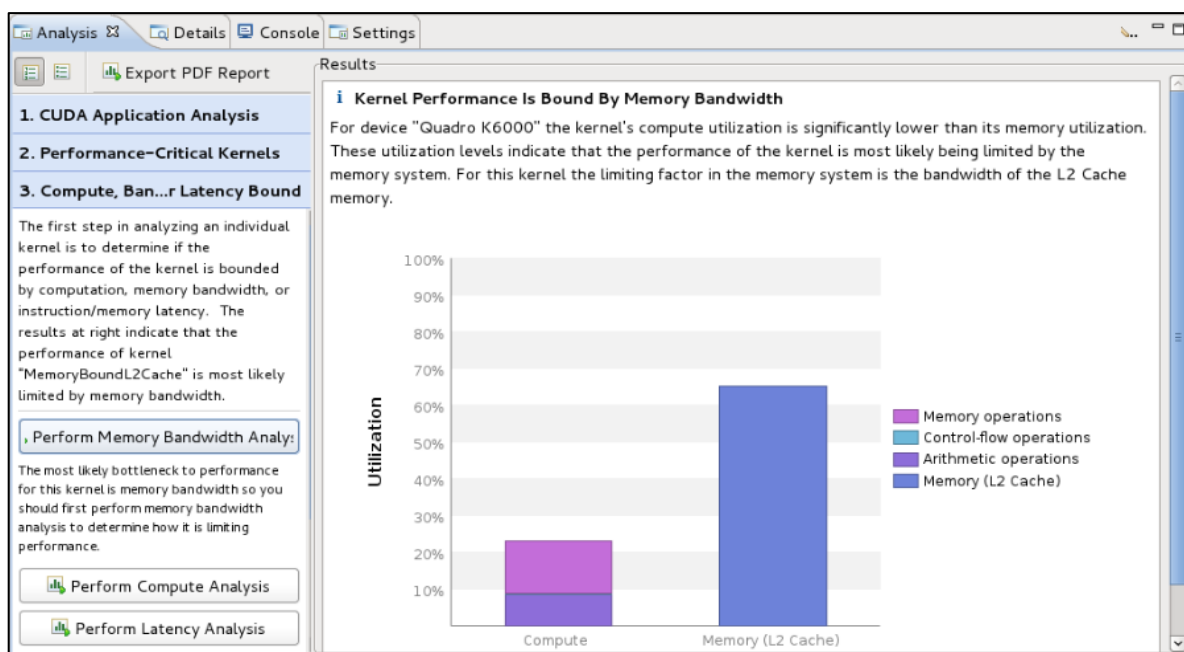 Analysis
Details
Console
Settings
Export PDF Report
1. CUDA Application Analysis
2. Performance-Critical Kernels
3. Compute, Ban...r Latency Bound
The first step in analyzing an individual
kernel is to determine if the
performance of the kernel is bounded
by computation, memory bandwidth, or
instruction/memory latency. The
results at right indicate that the
performance of kernel
"MemoryBoundL2Cache" is most likely
limited by memory bandwidth.
Perform Memory Bandwidth Analys
The most likely bottleneck to performance
for this kernel is memory bandwidth so you
should first perform memory bandwidth
analysis to determine how it is limiting
performance.
Perform Compute Analysis
Perform Latency Analysis
Results
i Kernel Performance Is Bound By Memory Bandwidth
For device "Quadro K6000" the kernel's compute utilization is significantly lower than its memory utilization.
These utilization levels indicate that the performance of the kernel is most likely being limited by the
memory system. For this kernel the limiting factor in the memory system is the bandwidth of the L2 Cache
memory.
Utilization
100%
90%
80%
70%
60%
50%
40%
30%
20%
10%
Compute
Memory (L2 Cache)
Memory operations
Control-flow operations
Arithmetic operations
Memory (L2 Cache)